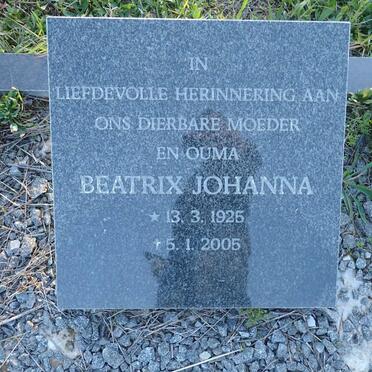 IN
LIEFDEVOLLE HERINNERING AAN
ONS DIERBARE MOEDER
EN OUMA
BEATRIX JOHANNA
★ 13. 3. 1925
✝ 5. 1. 2005